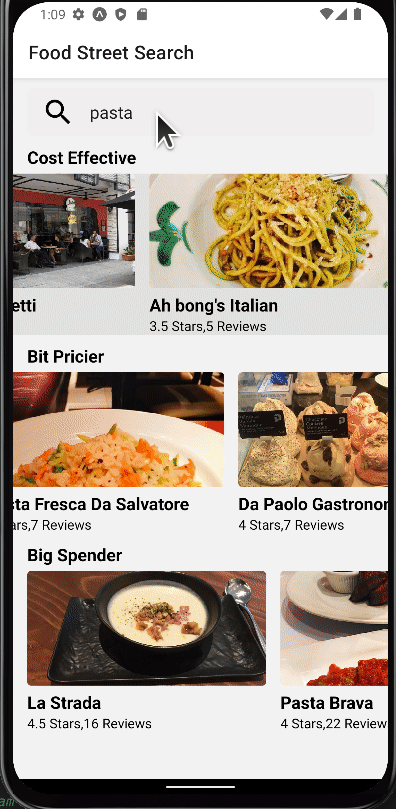 1:09
Food Street Search
pasta
Cost Effective
etti
Ah bong's Italian
3.5 Stars,5 Reviews
Bit Pricier
sta Fresca Da Salvatore
Da Paolo Gastronor
ars,7 Reviews
4 Stars,7 Reviews
Big Spender
La Strada
Pasta Brava
4.5 Stars,16 Reviews
4 Stars,22 Review
am